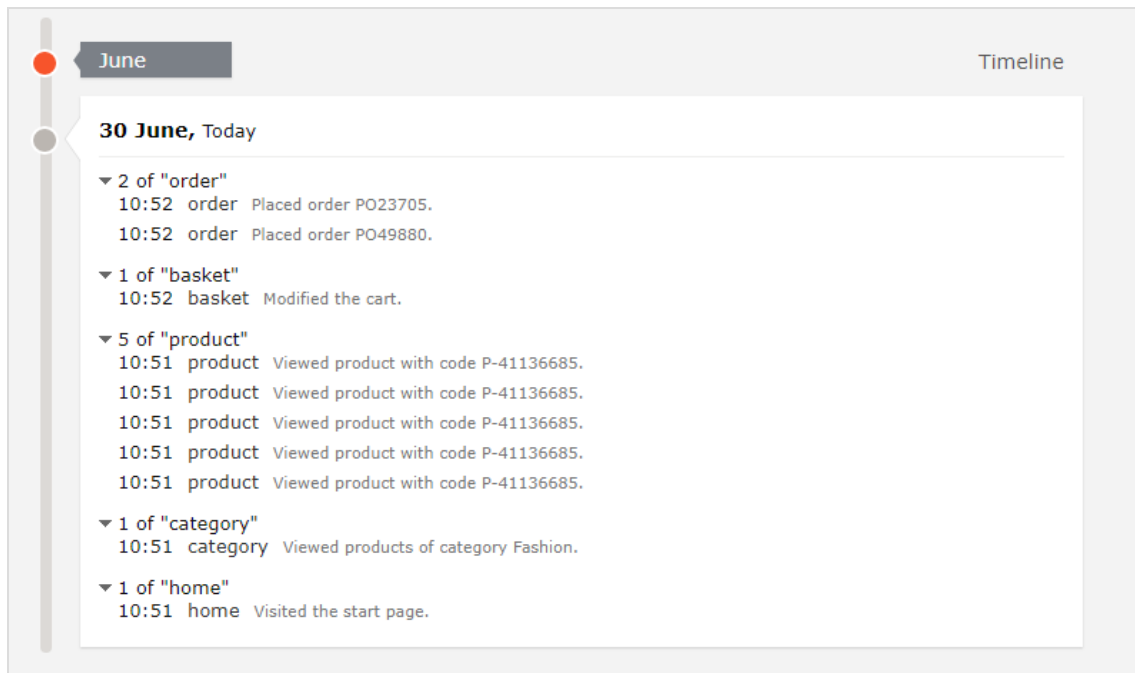 June
Timeline
30 June, Today
2 of "order"
10:52 order Placed order PO23705.
10:52 order Placed order PO49880.
1 of "basket"
10:52 basket Modified the cart.
5 of "product"
10:51 product Viewed product with code P-41136685.
10:51 product Viewed product with code P-41136685.
10:51 product Viewed product with code P-41136685.
10:51 product Viewed product with code P-41136685.
10:51 product Viewed product with code P-41136685.
1 of "category"
10:51 category Viewed products of category Fashion.
1 of "home"
10:51 home Visited the start page.